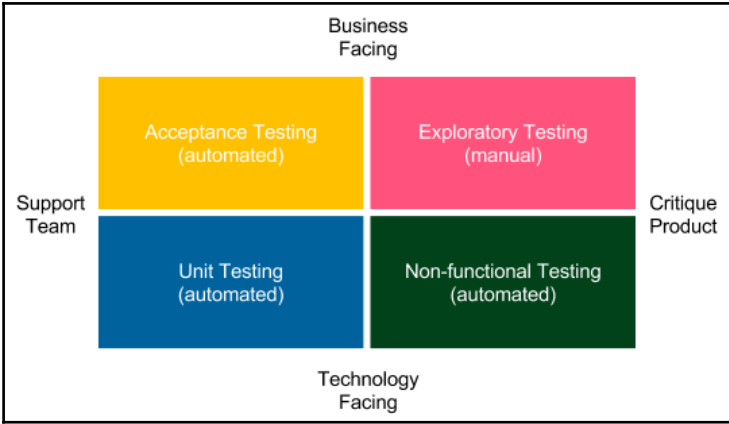 Business
Facing
Acceptance Testing
(automated)
Exploratory Testing
(manual)
Support
Team
Critique
Product
Unit Testing
(automated)
Non-functional Testing
(automated)
Technology
Facing